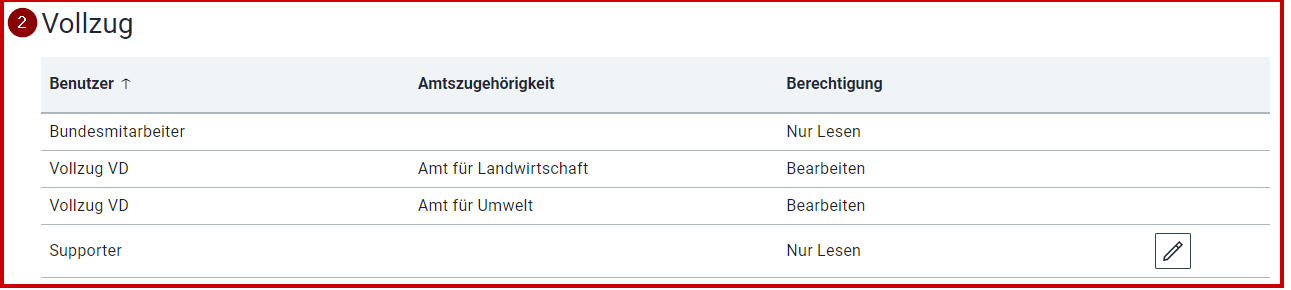 2 Vollzug
Benutzer ↑ Amtszugehörigkeit Berechtigung
Bundesmitarbeiter Nur Lesen
Vollzug VD Amt für Landwirtschaft Bearbeiten
Vollzug VD Amt für Umwelt Bearbeiten
Supporter Nur Lesen